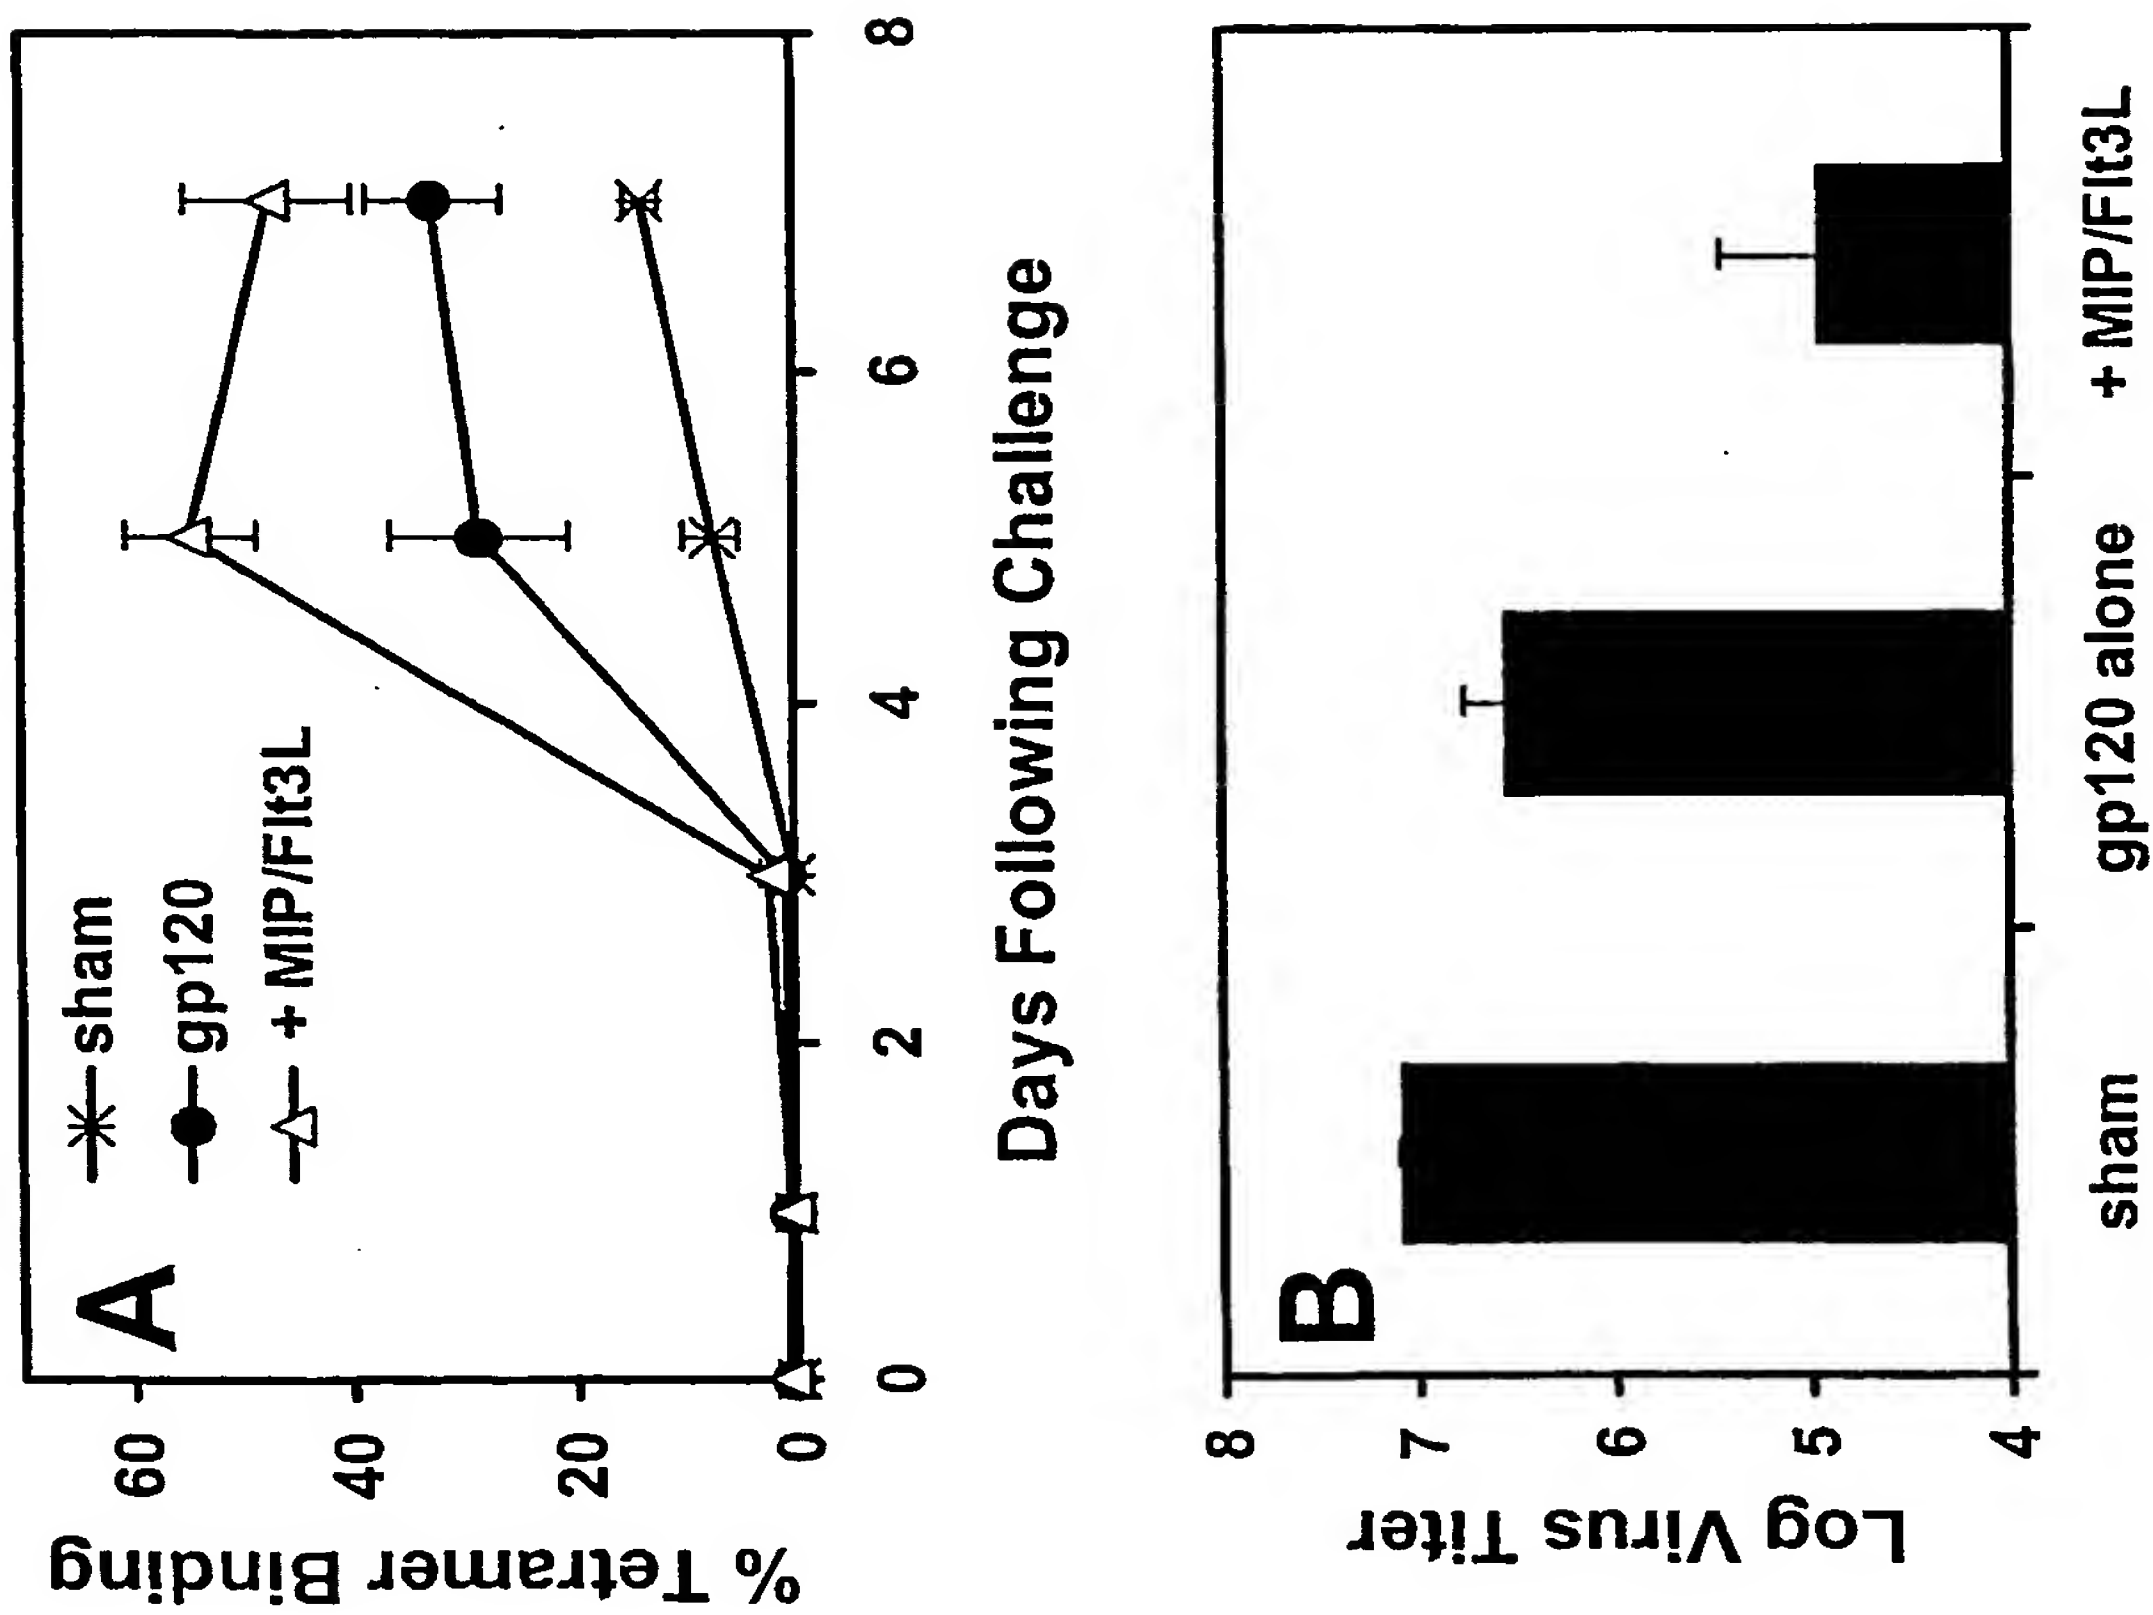 A
sham
gp120
+ MIP/Flt3L
% Tetramer Binding
60
40
20
0
0 2 4 6 8
Days Following Challenge
B
Log Virus Titer
8
7
6
5
4
sham gp120 alone + MIP/Flt3L